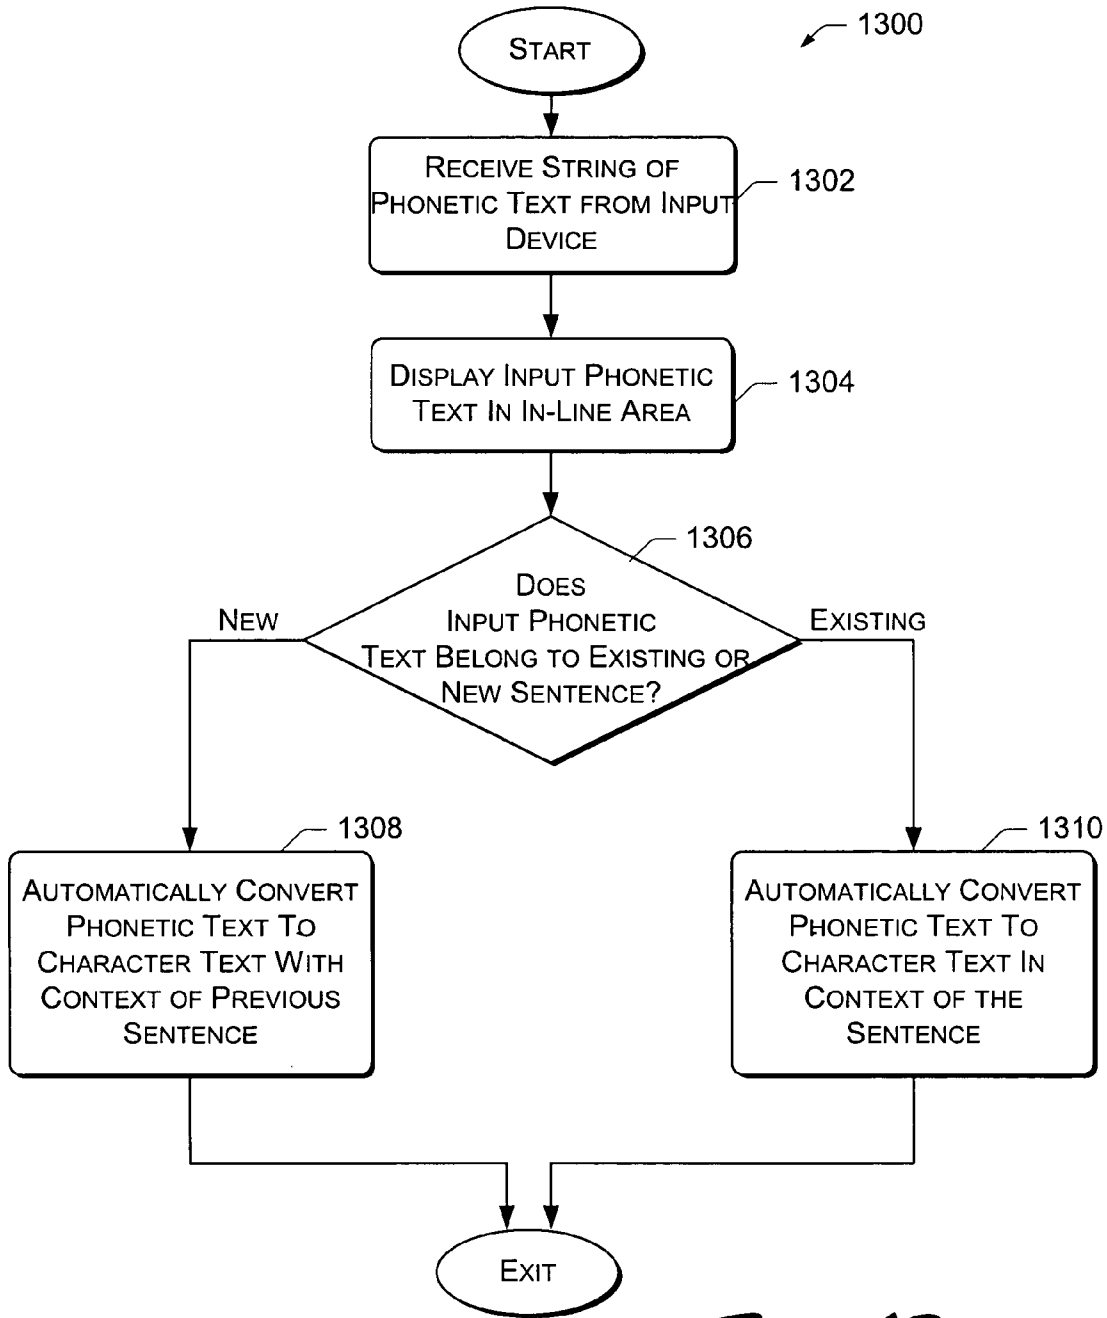 START
1300
RECEIVE STRING OF
PHONETIC TEXT FROM INPUT
DEVICE
1302
DISPLAY INPUT PHONETIC
TEXT IN IN-LINE AREA
1304
1306
DOES
INPUT PHONETIC
TEXT BELONG TO EXISTING OR
NEW SENTENCE?
NEW
EXISTING
1308
AUTOMATICALLY CONVERT
PHONETIC TEXT TO
CHARACTER TEXT WITH
CONTEXT OF PREVIOUS
SENTENCE
1310
AUTOMATICALLY CONVERT
PHONETIC TEXT TO
CHARACTER TEXT IN
CONTEXT OF THE
SENTENCE
EXIT